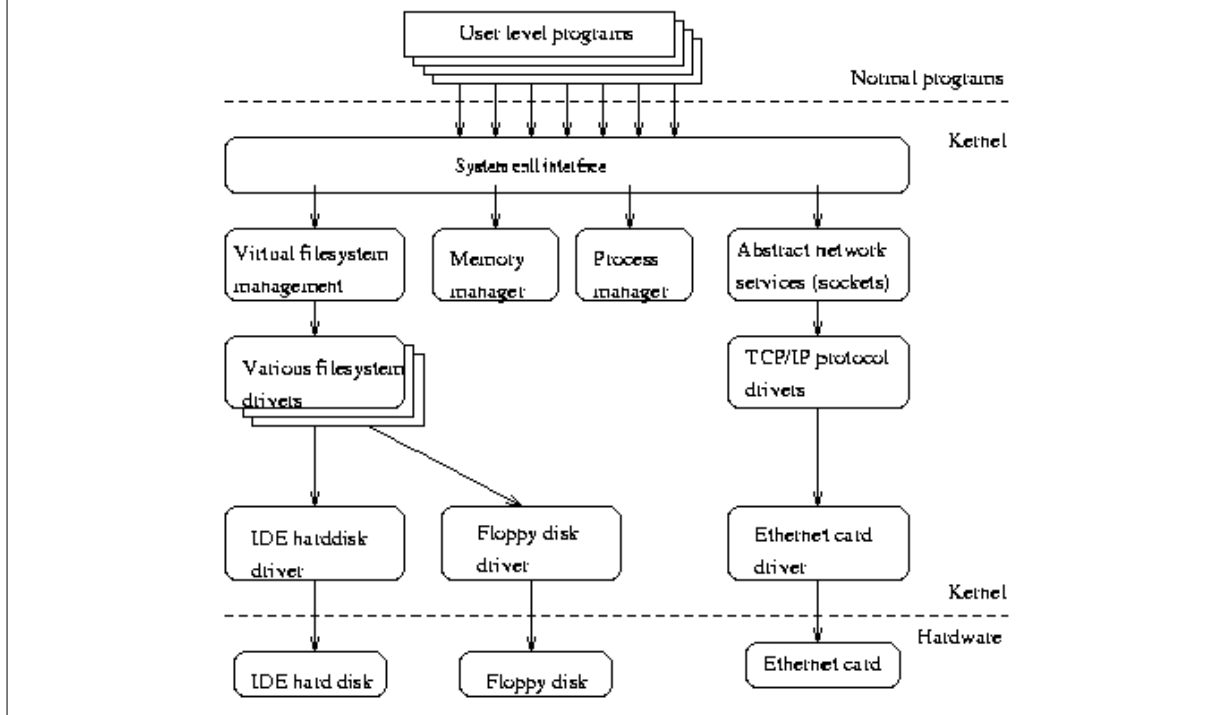 User level programs
Normal programs
Kernel
System call interface
Virtual filesystem
management
Memory
manager
Process
manager
Abstract network
services (sockets)
Various filesystem
drivers
TCP/IP protocol
drivers
IDE harddisk
driver
Floppy disk
driver
Ethernet card
driver
Kernel
Hardware
IDE hard disk
Floppy disk
Ethernet card